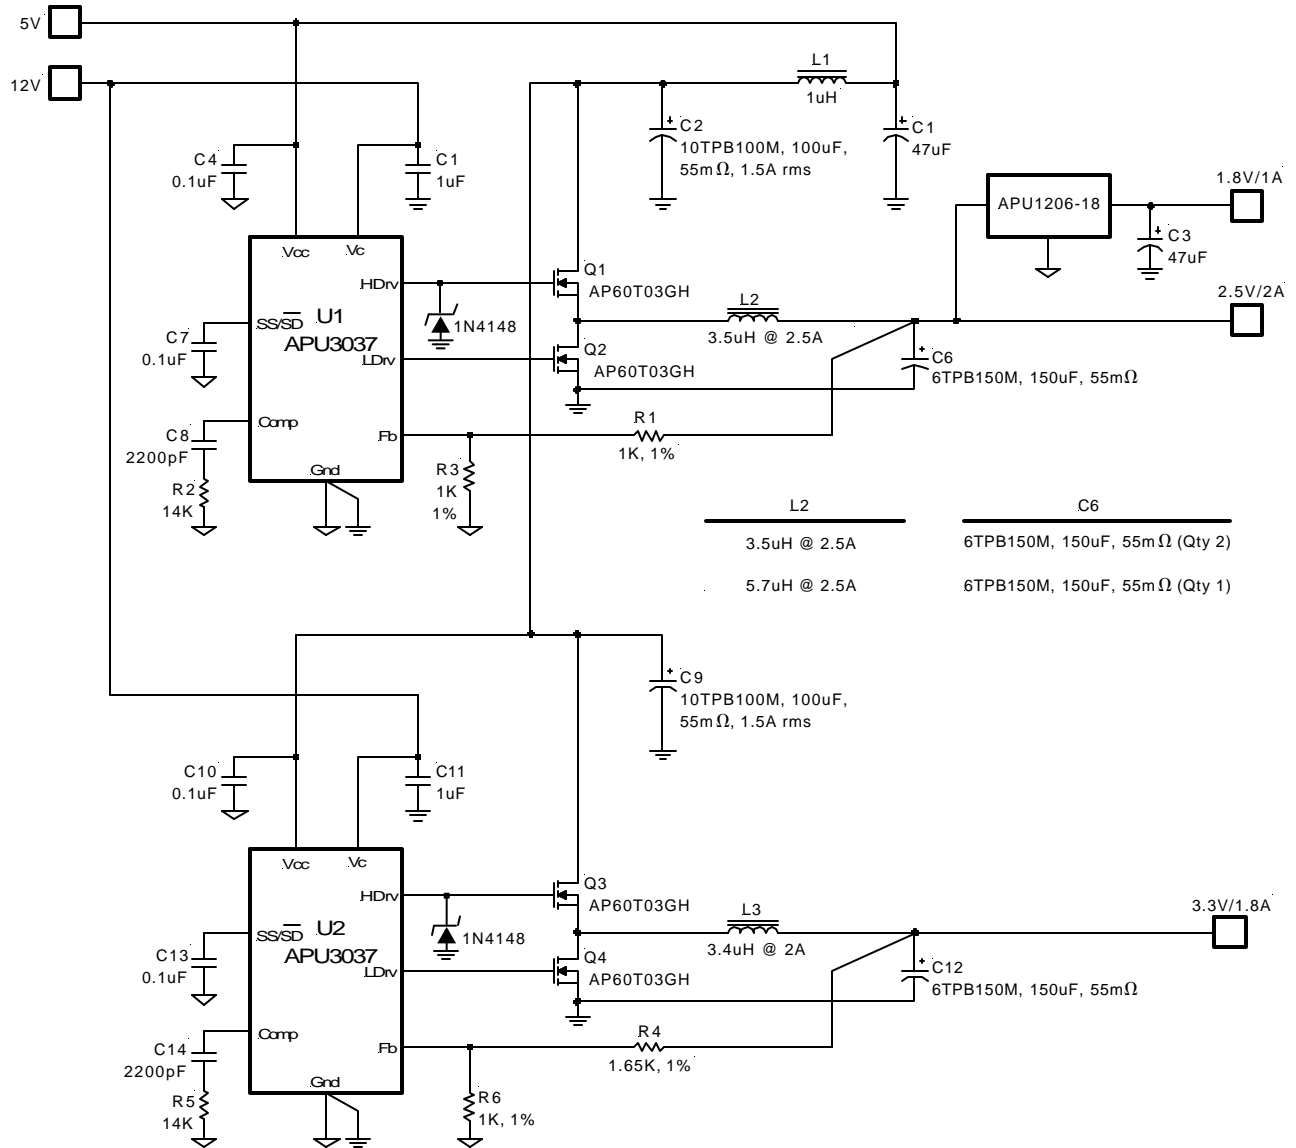 5V
12V
L1
1uH
C4
0.1uF
C1
1uF
C2
10TPB100M, 100uF,
55mΩ, 1.5A rms
C1
47uF
1.8V/1A
APU1206-18
C3
47uF
Vcc
Vc
HDrv
SS/SD
U1
APU3037
LDrv
Comp
Fb
Gnd
C7
0.1uF
C8
2200pF
R2
14K
1N4148
Q1
AP60T03GH
L2
3.5uH @ 2.5A
2.5V/2A
Q2
AP60T03GH
C6
6TPB150M, 150uF, 55mΩ
R1
1K, 1%
R3
1K
1%
L2
C6
3.5uH @ 2.5A
6TPB150M, 150uF, 55mΩ (Qty 2)
5.7uH @ 2.5A
6TPB150M, 150uF, 55mΩ (Qty 1)
C9
10TPB100M, 100uF,
55mΩ, 1.5A rms
C10
0.1uF
C11
1uF
Vcc
Vc
HDrv
SS/SD
U2
APU3037
LDrv
Comp
Fb
Gnd
C13
0.1uF
C14
2200pF
R5
14K
1N4148
Q3
AP60T03GH
L3
3.4uH @ 2A
3.3V/1.8A
Q4
AP60T03GH
C12
6TPB150M, 150uF, 55mΩ
R4
1.65K, 1%
R6
1K, 1%